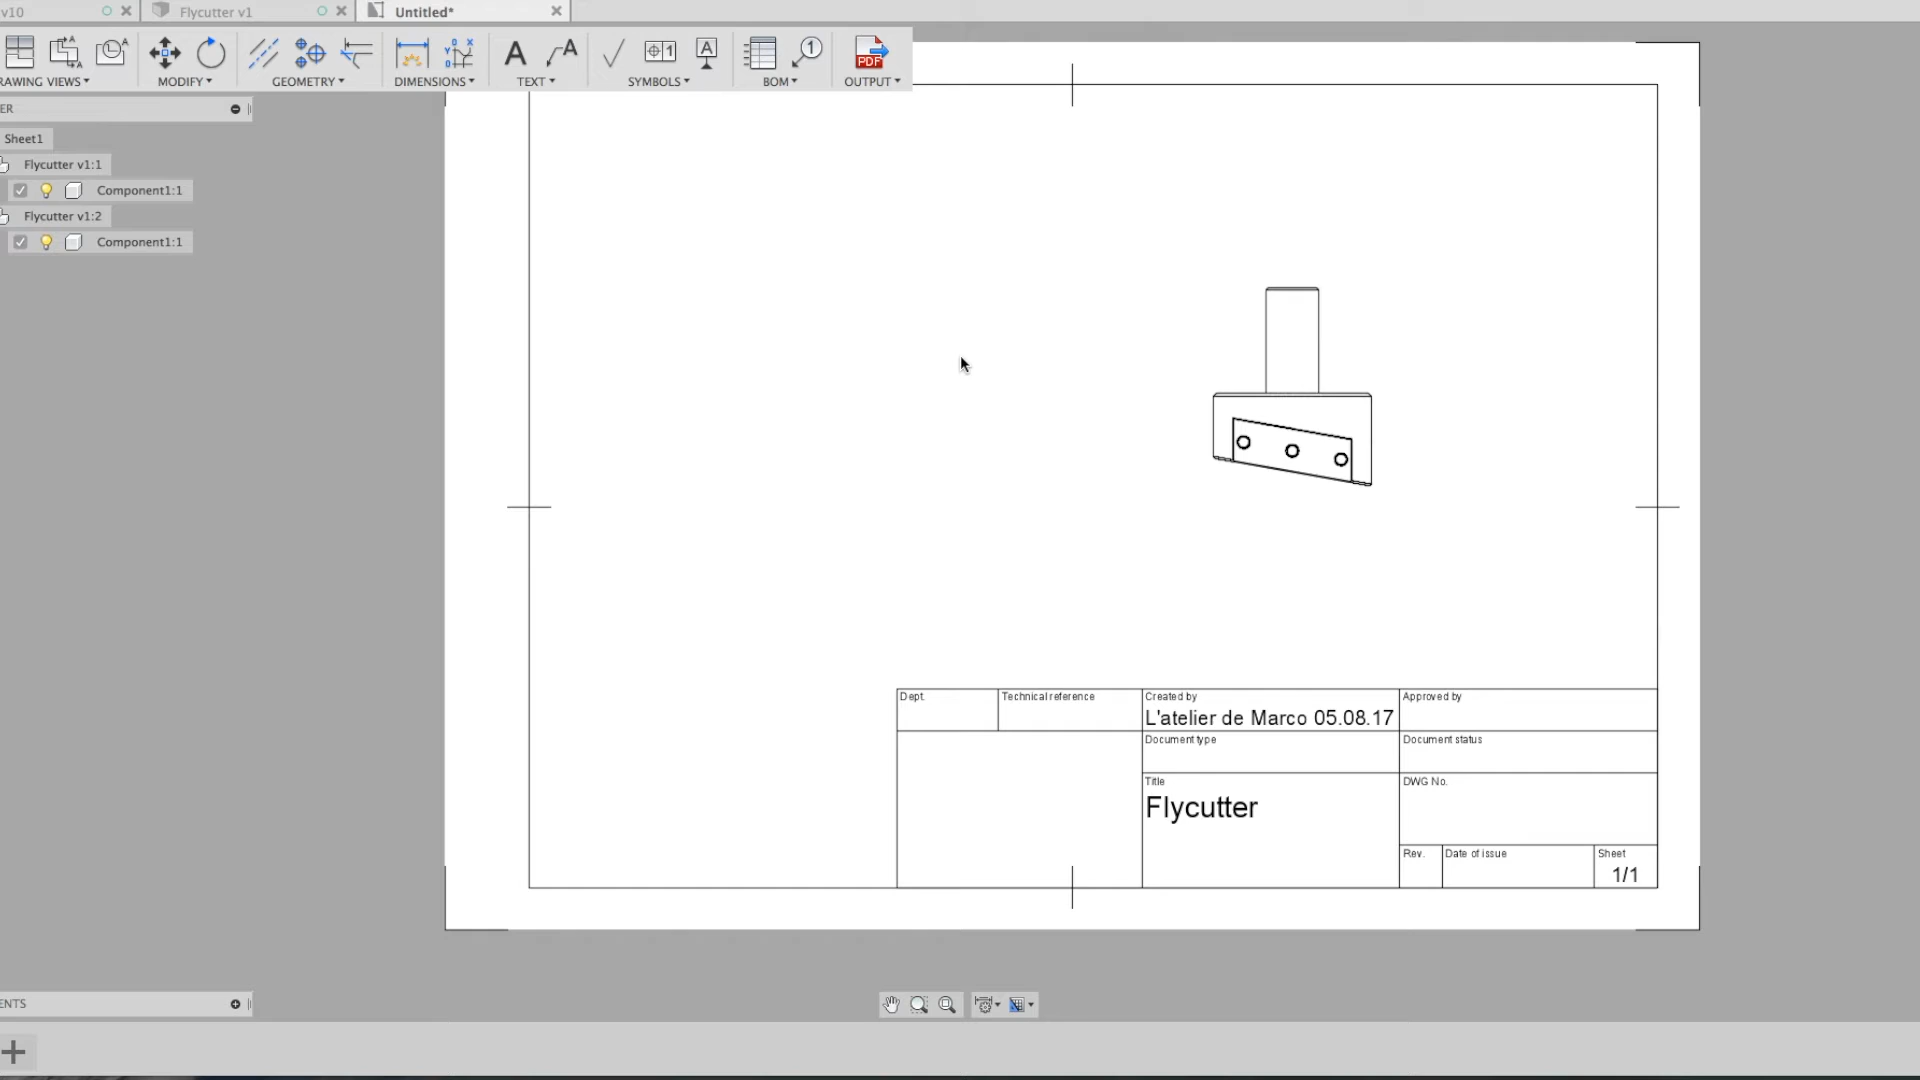 v10
Flycutter v1
Untitled*
RAWING VIEWS
MODIFY
GEOMETRY
DIMENSIONS
TEXT
SYMBOLS
BOM
OUTPUT
ER
Sheet1
Flycutter v1:1
Component1:1
Flycutter v1:2
Component1:1
Dept.
Technical reference
Created by
L'atelier de Marco 05.08.17
Approved by
Document type
Document status
Title
Flycutter
DWG No.
Rev.
Date of issue
Sheet
1/1
ENTS